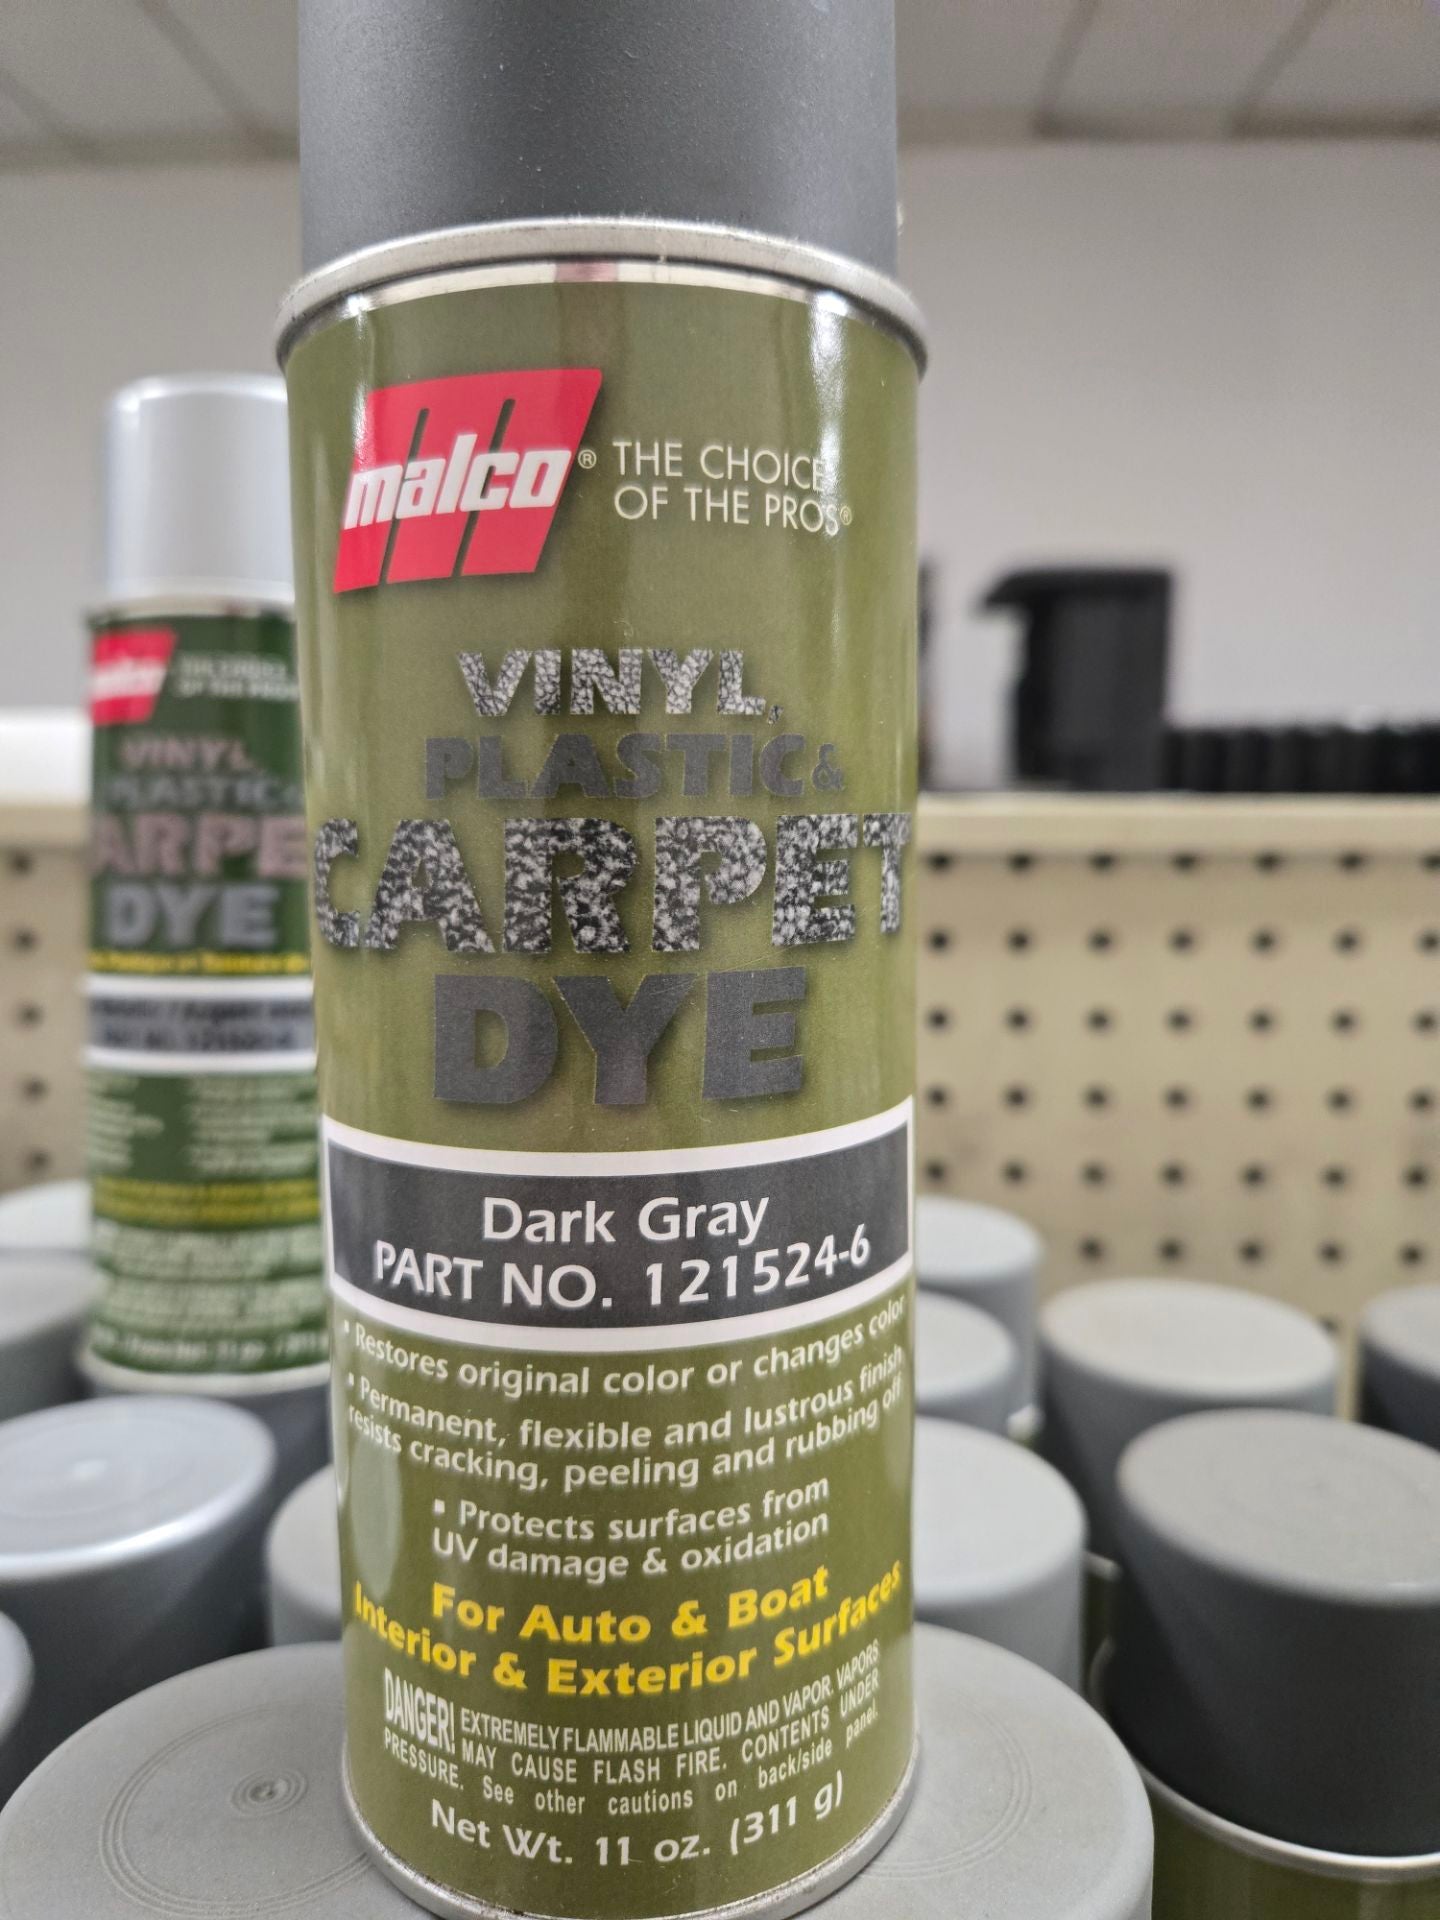 malco® THE CHOICE
OF THE PROS®
VINYL,
PLASTIC &
CARPET
DYE
Dark Gray
PART NO. 121524-6
▪ Restores original color or changes color
▪ Permanent, flexible and lustrous finish
resists cracking, peeling and rubbing off
▪ Protects surfaces from
UV damage & oxidation
For Auto & Boat
Interior & Exterior Surfaces
DANGER! EXTREMELY FLAMMABLE LIQUID AND VAPOR. VAPORS
MAY CAUSE FLASH FIRE. CONTENTS UNDER
PRESSURE. See other cautions on back/side panel.
Net Wt. 11 oz. (311 g)
malco
VINYL,
PLASTIC &
CARPE
DYE